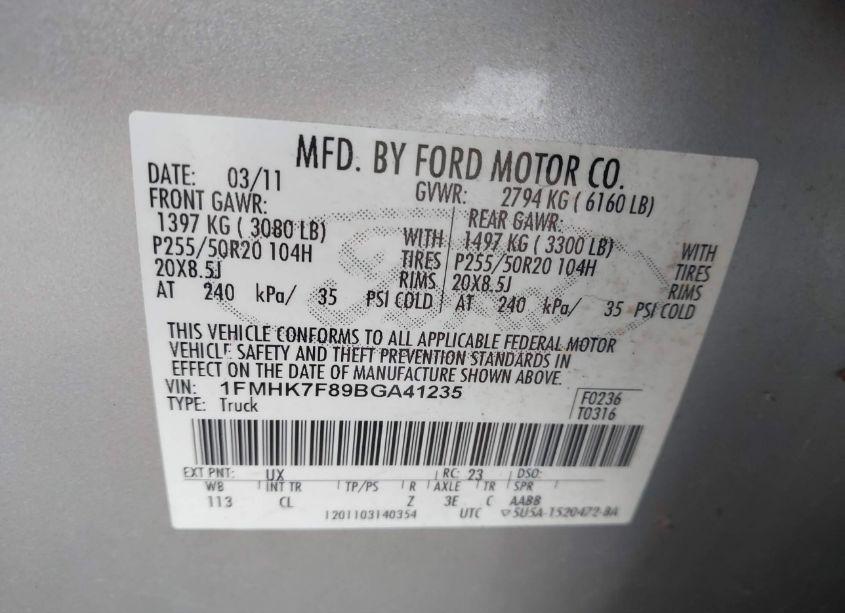 MFD. BY FORD MOTOR CO.
DATE: 03/11 GVWR: 2794 KG ( 6160 LB)
FRONT GAWR: REAR GAWR:
1397 KG ( 3080 LB) WITH 1497 KG ( 3300 LB) WITH
P255/50R20 104H TIRES P255/50R20 104H TIRES
20X8.5J RIMS 20X8.5J RIMS
AT 240 kPa/ 35 PSI COLD AT 240 kPa/ 35 PSI COLD
THIS VEHICLE CONFORMS TO ALL APPLICABLE FEDERAL MOTOR
VEHICLE SAFETY AND THEFT PREVENTION STANDARDS IN
EFFECT ON THE DATE OF MANUFACTURE SHOWN ABOVE.
VIN: 1FMHK7F89BGA41235 F0236
TYPE: Truck T0316
EXT PNT: UX RC: 23 DSO:
WB INT TR TP/PS R AXLE TR SPR
113 CL Z 3E C AABB
1201103140354 UTC 5U5A-1520472-BA